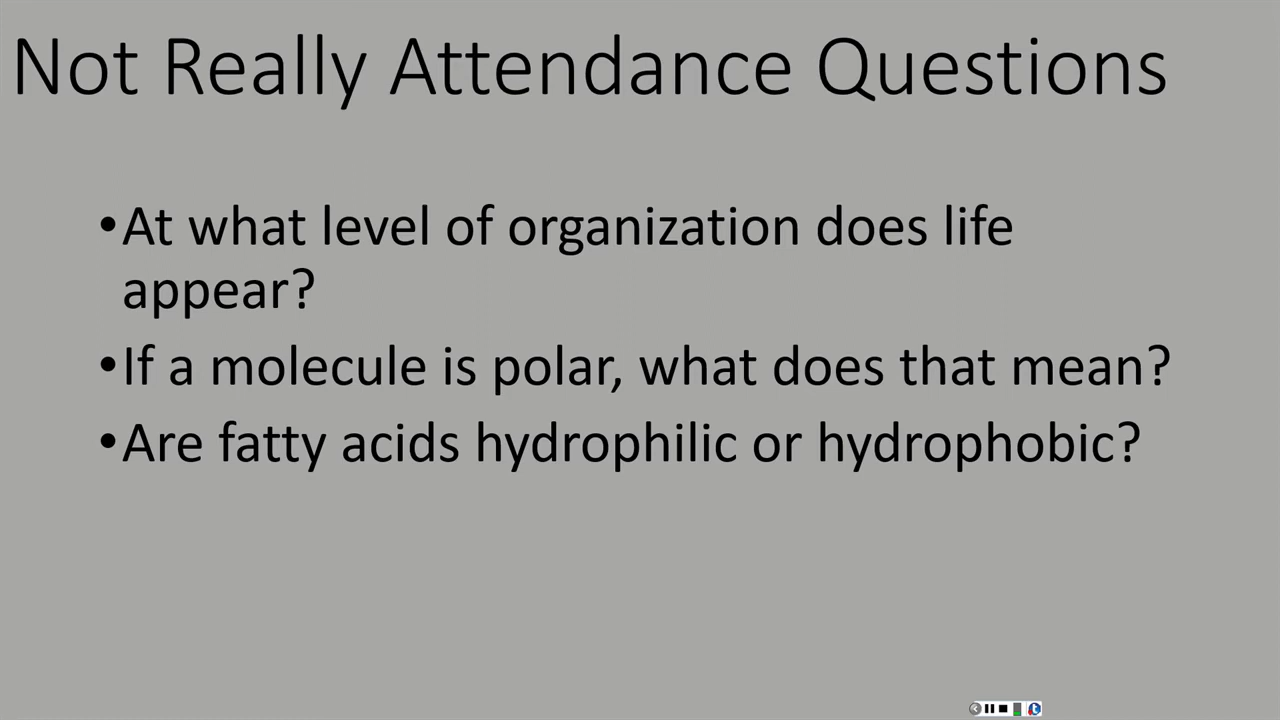 Not Really Attendance Questions
•At what level of organization does life
appear?
•If a molecule is polar, what does that mean?
•Are fatty acids hydrophilic or hydrophobic?